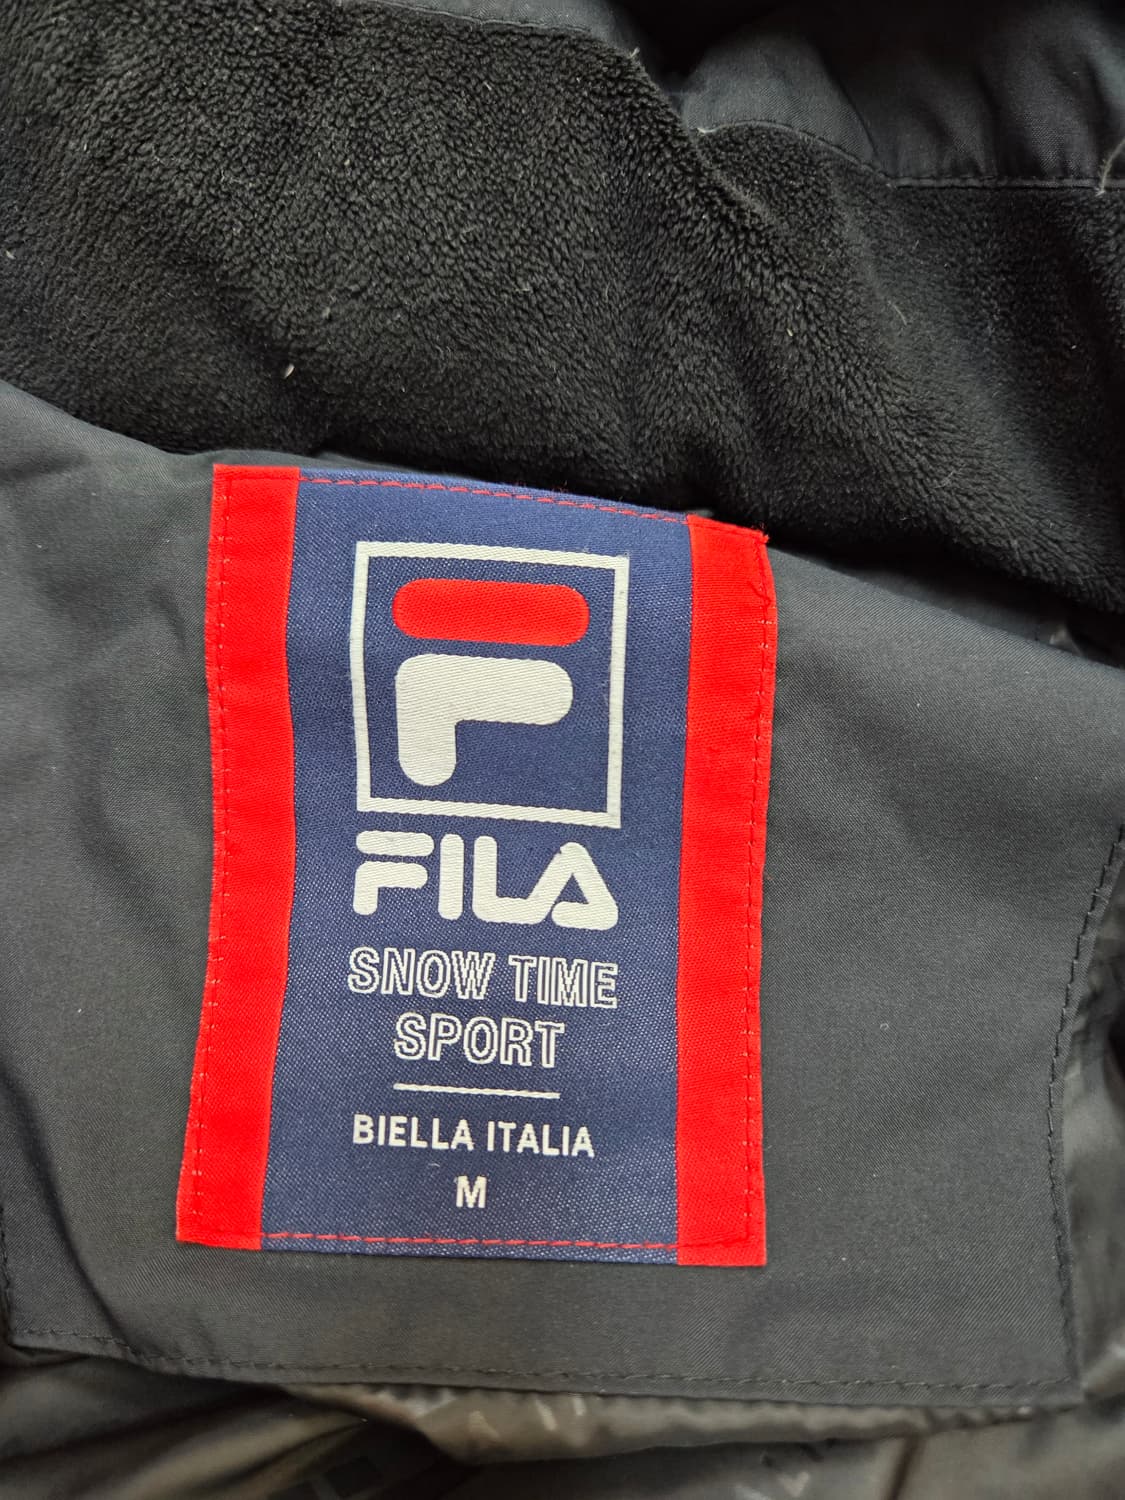 F
FILA
SNOW TIME
SPORT
BIELLA ITALIA
M